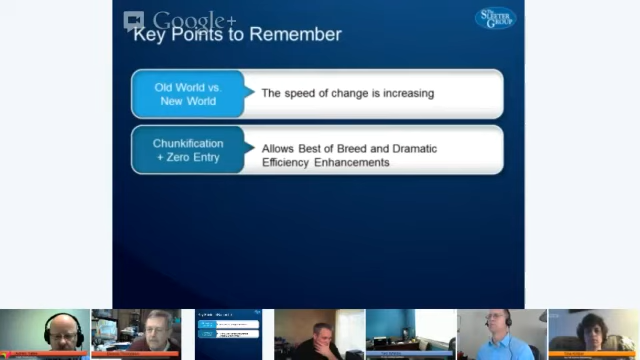 Google+
The
SLEETER
GROUP
Key Points to Remember
Old World vs.
New World
The speed of change is increasing
Chunkification
+ Zero Entry
Allows Best of Breed and Dramatic
Efficiency Enhancements